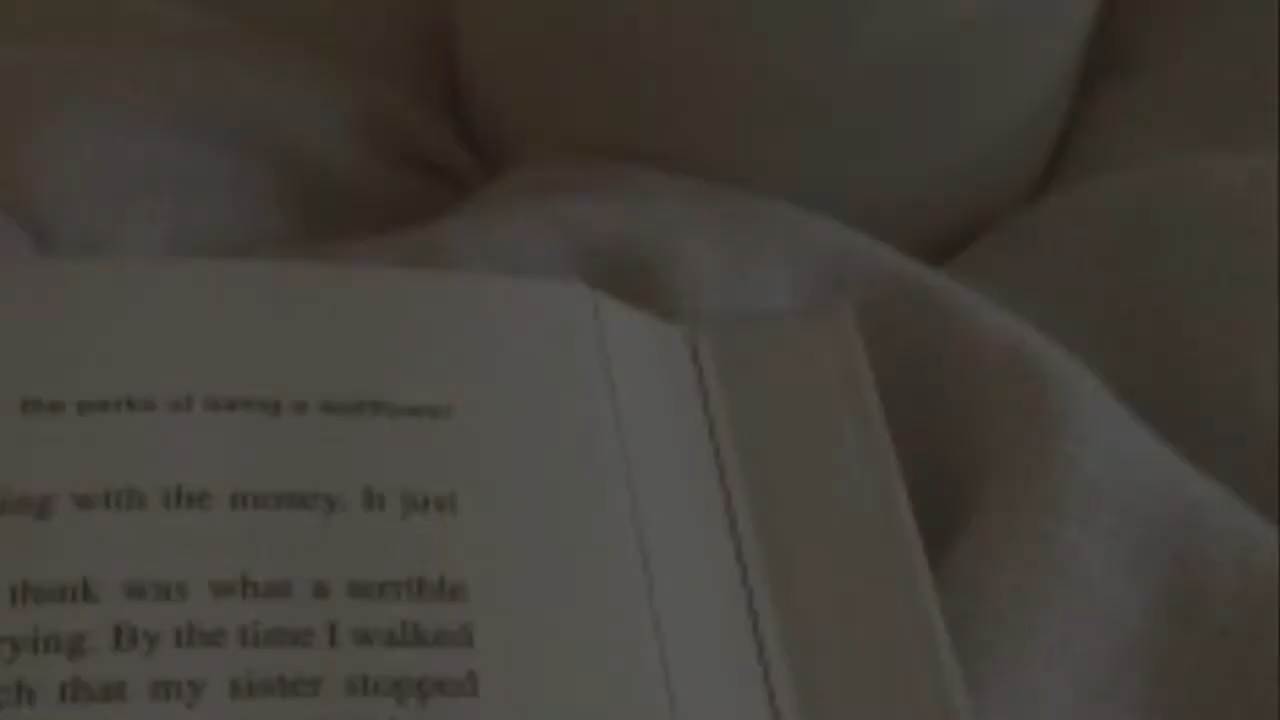 the perks of being a wallflower
ing with the money. It just
think was what a terrible
rying. By the time I walked
ch that my sister stopped